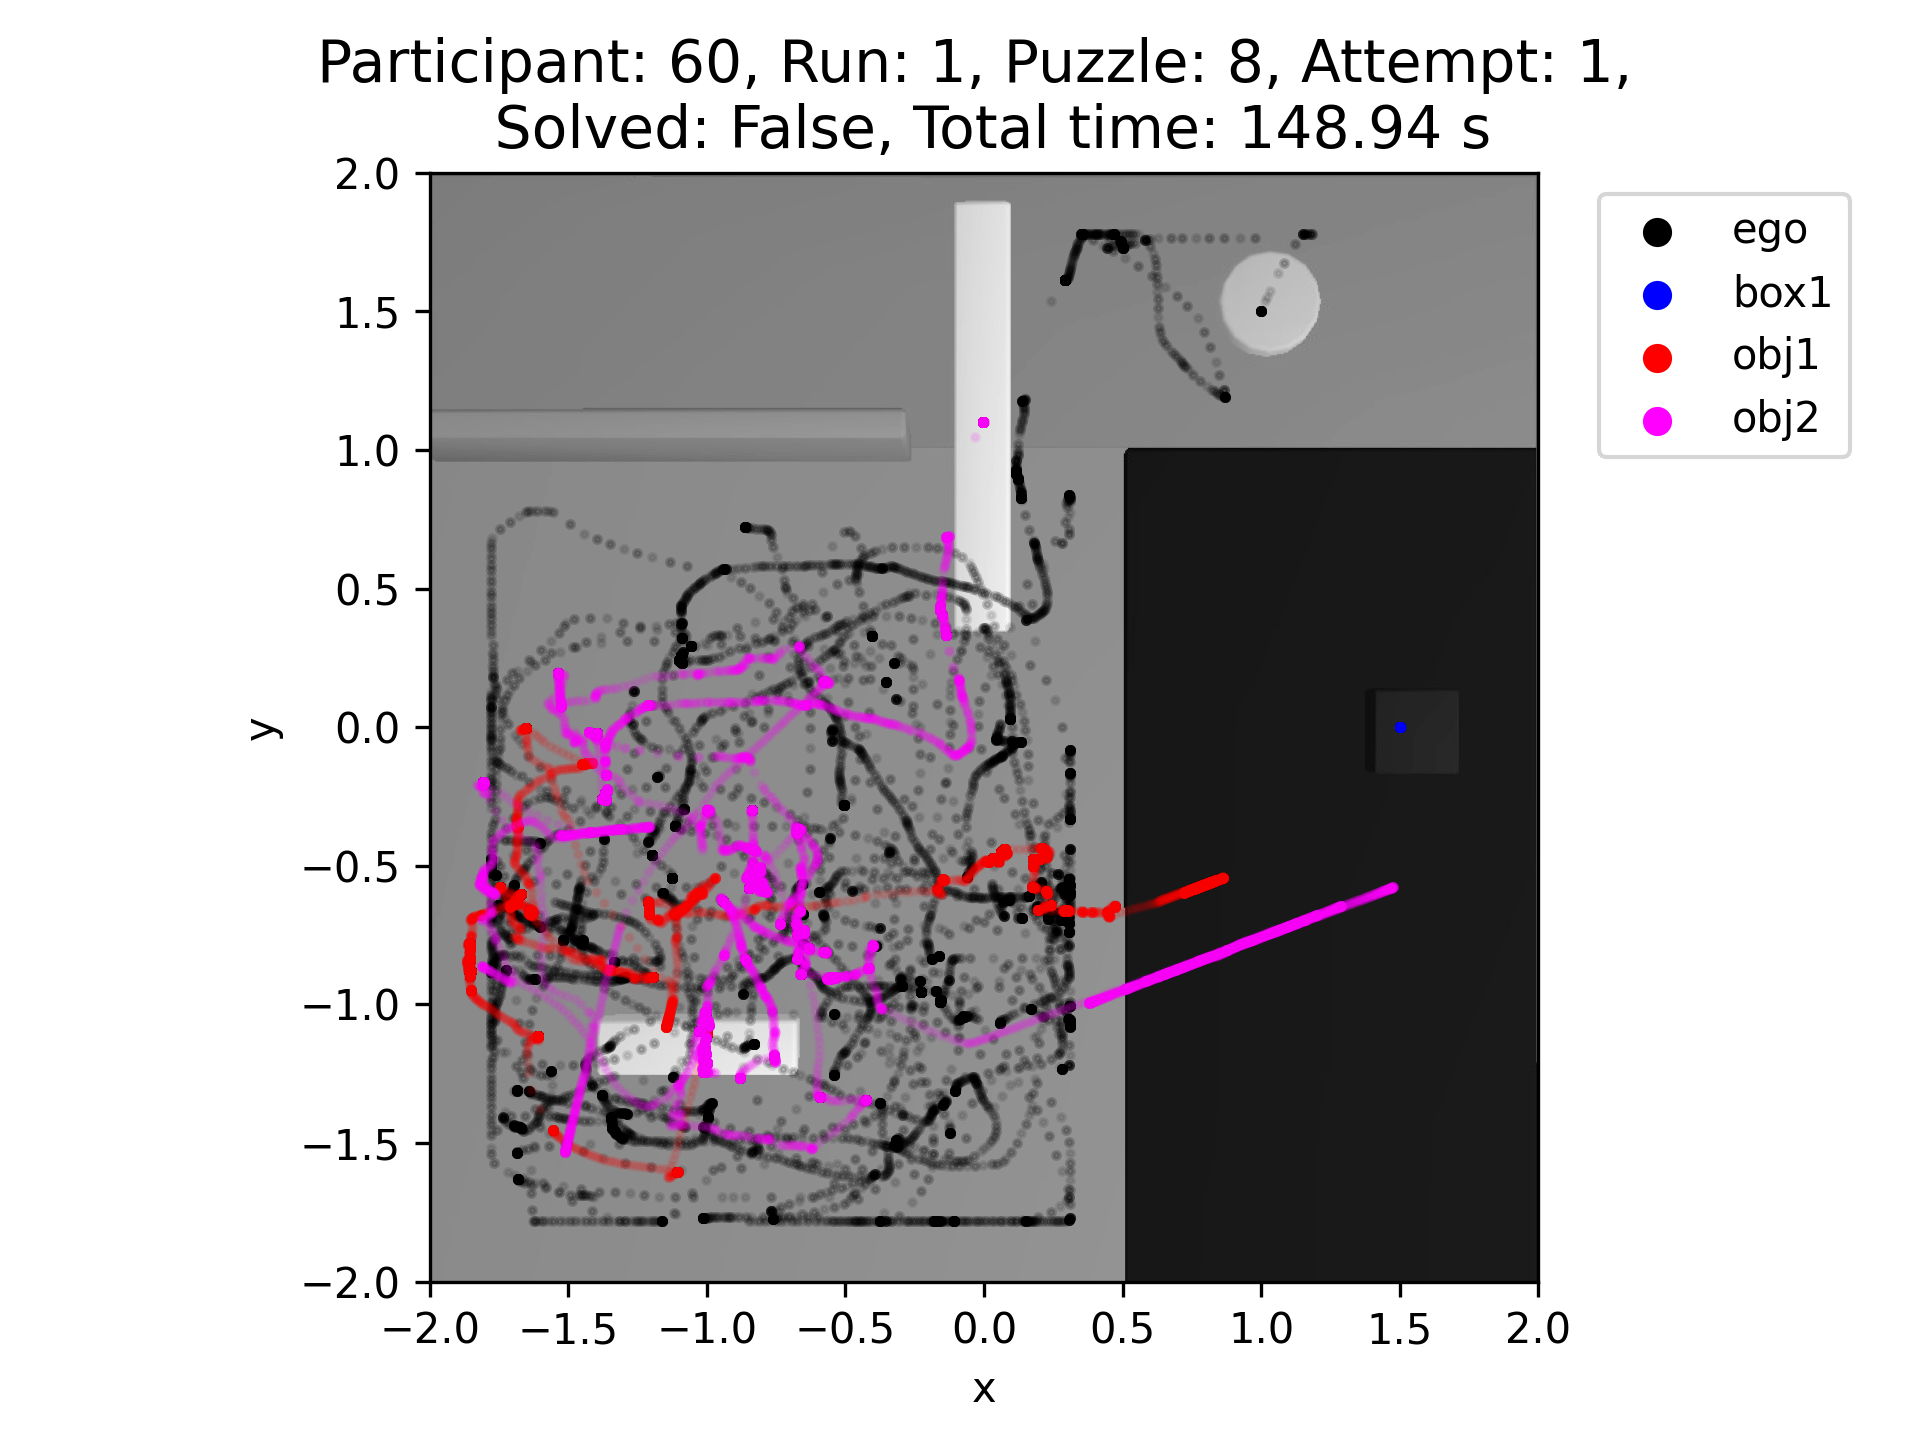 Participant: 60, Run: 1, Puzzle: 8, Attempt: 1,
Solved: False, Total time: 148.94 s
2.0
1.5
1.0
0.5
0.0
−0.5
−1.0
−1.5
−2.0
y
−2.0 −1.5 −1.0 −0.5 0.0 0.5 1.0 1.5 2.0
x
ego
box1
obj1
obj2